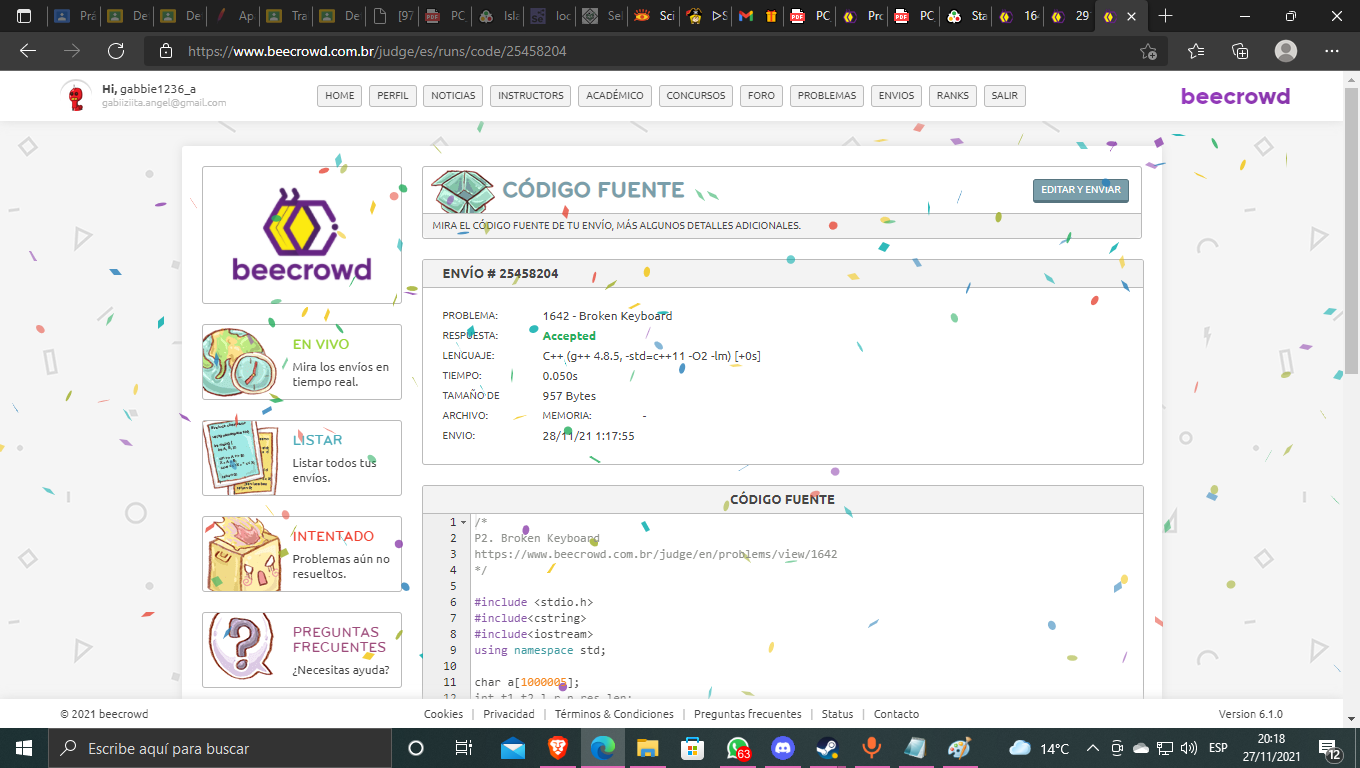 Prá
De
De
Ap
Tra
De
[97
PC
Isla
loc
Sel
Sci
PC
Pro
PC
Sta
164
29
https://www.beecrowd.com.br/judge/es/runs/code/25458204
Hi, gabbie1236_a
gabiiziiita.angel@gmail.com
HOME
PERFIL
NOTICIAS
INSTRUCTORS
ACADÉMICO
CONCURSOS
FORO
PROBLEMAS
ENVIOS
RANKS
SALIR
beecrowd
beecrowd
EN VIVO
Mira los envíos en
tiempo real.
LISTAR
Listar todos tus
envíos.
INTENTADO
Problemas aún no
resueltos.
PREGUNTAS
FRECUENTES
¿Necesitas ayuda?
CÓDIGO FUENTE
EDITAR Y ENVIAR
MIRA EL CÓDIGO FUENTE DE TU ENVÍO, MÁS ALGUNOS DETALLES ADICIONALES.
ENVÍO # 25458204
PROBLEMA: 1642 - Broken Keyboard
RESPUESTA: Accepted
LENGUAJE: C++ (g++ 4.8.5, -std=c++11 -O2 -lm) [+0s]
TIEMPO: 0.050s
TAMAÑO DE 957 Bytes
ARCHIVO: MEMORIA: -
ENVIO: 28/11/21 1:17:55
CÓDIGO FUENTE
1 /*
2 P2. Broken Keyboard
3 https://www.beecrowd.com.br/judge/en/problems/view/1642
4 */
5
6 #include <stdio.h>
7 #include<cstring>
8 #include<iostream>
9 using namespace std;
10
11 char a[1000005];
12 int t1,t2,l,r,n,res,len;
© 2021 beecrowd
Cookies | Privacidad | Términos & Condiciones | Preguntas frecuentes | Status | Contacto
Version 6.1.0
Escribe aquí para buscar
63
14°C
ESP
20:18
27/11/2021
12